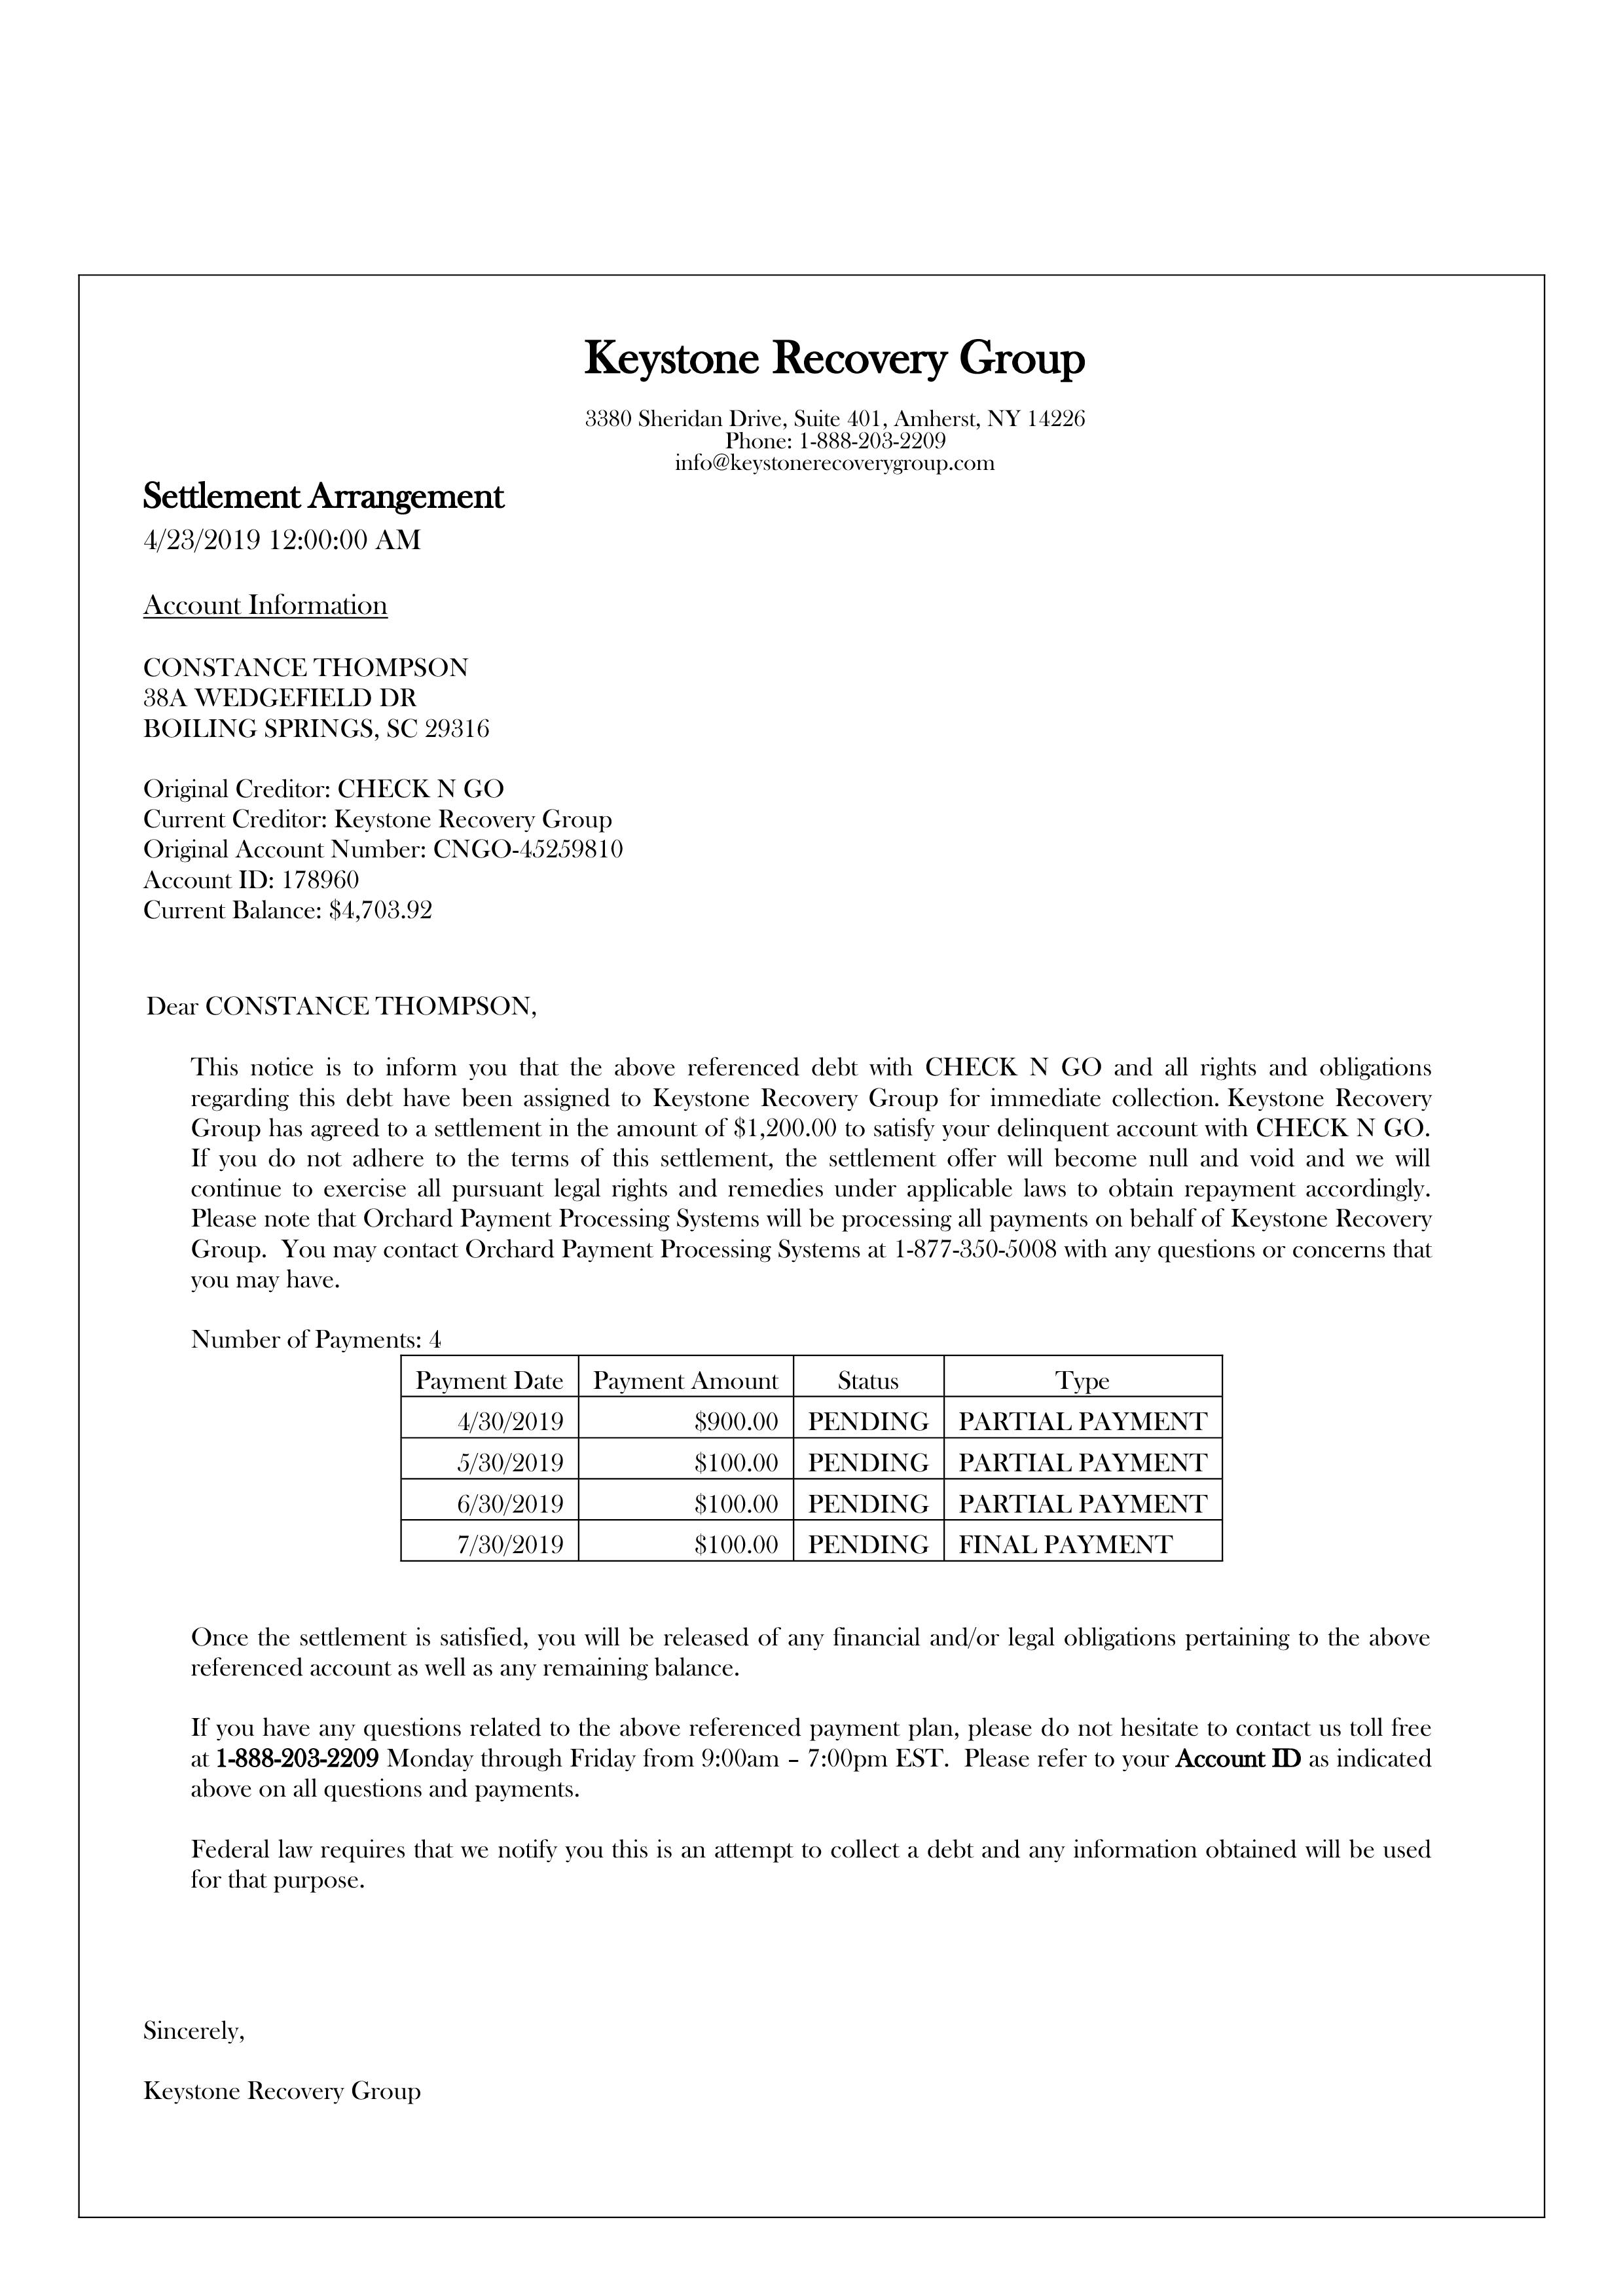 Keystone Recovery Group
3380 Sheridan Drive, Suite 401, Amherst, NY 14226
Phone: 1-888-203-2209
info@keystonerecoverygroup.com
Settlement Arrangement
4/23/2019 12:00:00 AM
Account Information
CONSTANCE THOMPSON
38A WEDGEFIELD DR
BOILING SPRINGS, SC 29316
Original Creditor: CHECK N GO
Current Creditor: Keystone Recovery Group
Original Account Number: CNGO-45259810
Account ID: 178960
Current Balance: $4,703.92
Dear CONSTANCE THOMPSON,
This notice is to inform you that the above referenced debt with CHECK N GO and all rights and obligations
regarding this debt have been assigned to Keystone Recovery Group for immediate collection. Keystone Recovery
Group has agreed to a settlement in the amount of $1,200.00 to satisfy your delinquent account with CHECK N GO.
If you do not adhere to the terms of this settlement, the settlement offer will become null and void and we will
continue to exercise all pursuant legal rights and remedies under applicable laws to obtain repayment accordingly.
Please note that Orchard Payment Processing Systems will be processing all payments on behalf of Keystone Recovery
Group. You may contact Orchard Payment Processing Systems at 1-877-350-5008 with any questions or concerns that
you may have.
Number of Payments: 4
Payment Date Payment Amount Status Type
4/30/2019 $900.00 PENDING PARTIAL PAYMENT
5/30/2019 $100.00 PENDING PARTIAL PAYMENT
6/30/2019 $100.00 PENDING PARTIAL PAYMENT
7/30/2019 $100.00 PENDING FINAL PAYMENT
Once the settlement is satisfied, you will be released of any financial and/or legal obligations pertaining to the above
referenced account as well as any remaining balance.
If you have any questions related to the above referenced payment plan, please do not hesitate to contact us toll free
at 1-888-203-2209 Monday through Friday from 9:00am – 7:00pm EST. Please refer to your Account ID as indicated
above on all questions and payments.
Federal law requires that we notify you this is an attempt to collect a debt and any information obtained will be used
for that purpose.
Sincerely,
Keystone Recovery Group